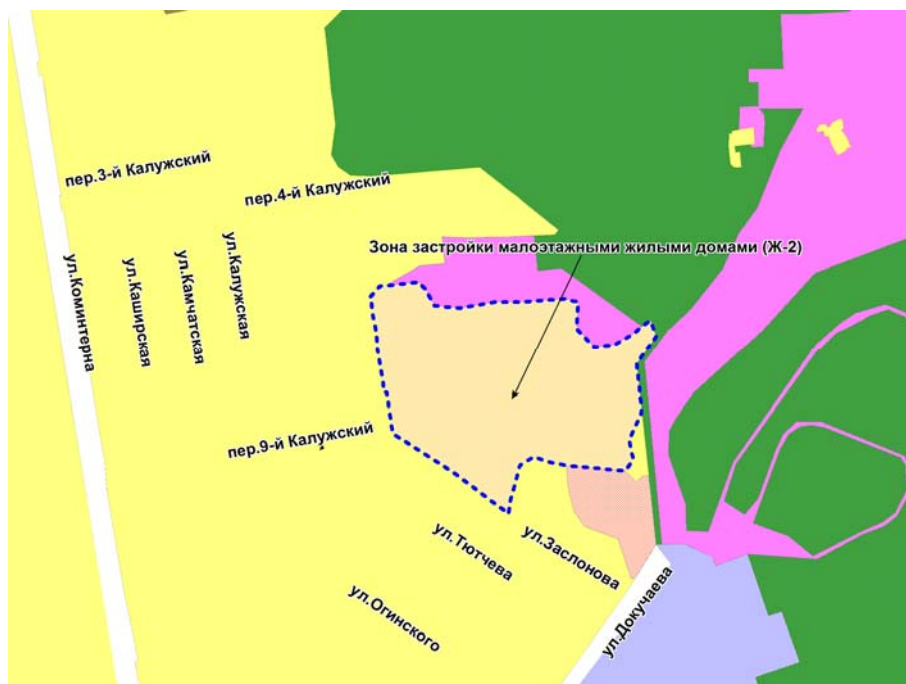 пер.3-й Калужский
пер.4-й Калужский
Зона застройки малоэтажными жилыми домами (Ж-2)
ул.Коминтерна
ул.Каширская
ул.Камчатская
ул.Калужская
пер.9-й Калужский
ул.Тютчева
ул.Заслонова
ул.Огинского
ул.Докучаева